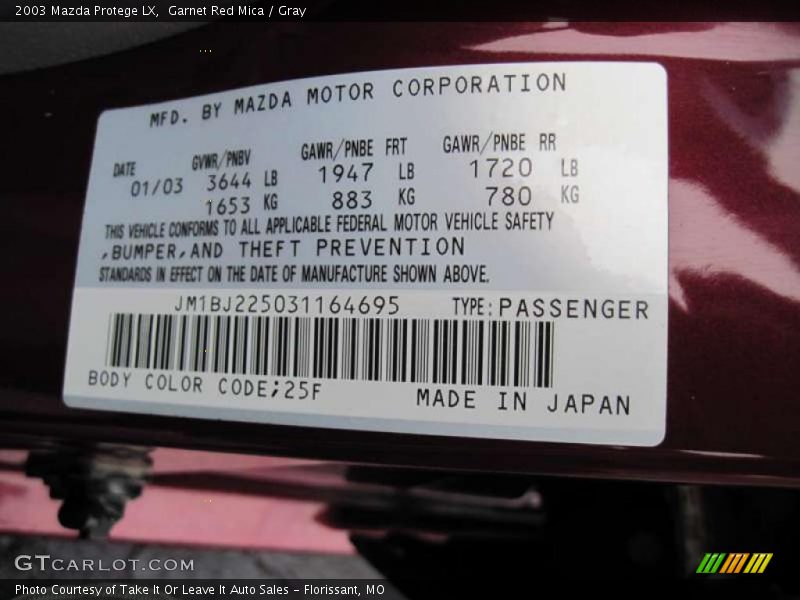 2003 Mazda Protege LX,  Garnet Red Mica / Gray
MFD. BY MAZDA MOTOR CORPORATION
DATE GVWR/PNBV GAWR/PNBE FRT GAWR/PNBE RR
01/03 3644 LB 1947 LB 1720 LB
1653 KG 883 KG 780 KG
THIS VEHICLE CONFORMS TO ALL APPLICABLE FEDERAL MOTOR VEHICLE SAFETY
,BUMPER,AND THEFT PREVENTION
STANDARDS IN EFFECT ON THE DATE OF MANUFACTURE SHOWN ABOVE.
JM1BJ225031164695 TYPE:PASSENGER
BODY COLOR CODE;25F MADE IN JAPAN
GTCARLOT.COM
Photo Courtesy of Take It Or Leave It Auto Sales - Florissant, MO